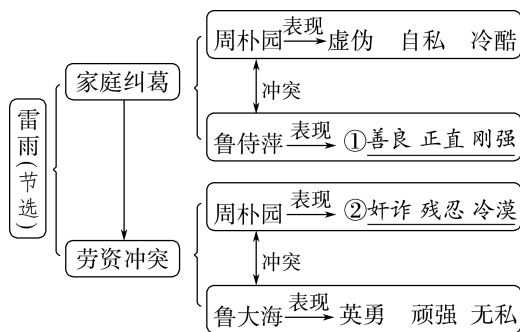 雷雨(节选)
家庭纠葛
周朴园 表现 虚伪 自私 冷酷
冲突
鲁侍萍 表现 ①善良 正直 刚强
劳资冲突
周朴园 表现 ②奸诈 残忍 冷漠
冲突
鲁大海 表现 英勇 顽强 无私